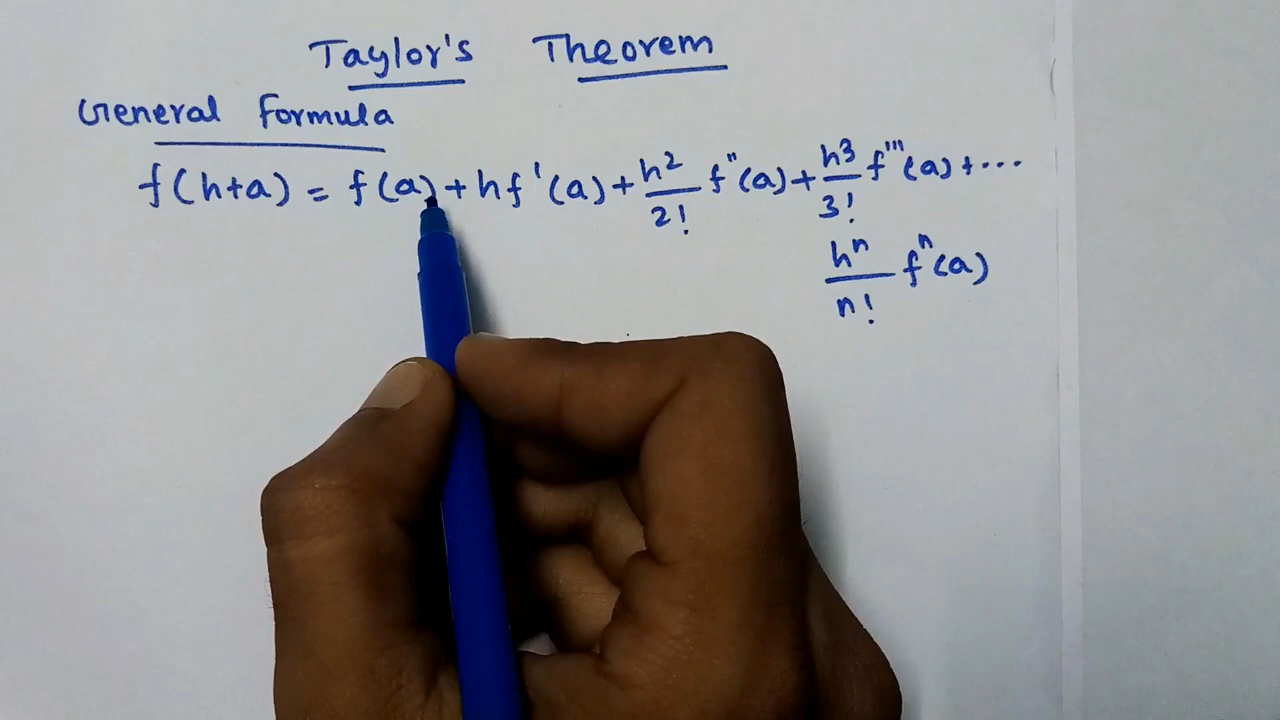 Taylor's Theorem
General formula
f(h+a) = f(a)+hf'(a)+h²/2! f''(a)+h³/3! f'''(a)+...
hⁿ/n! fⁿ(a)